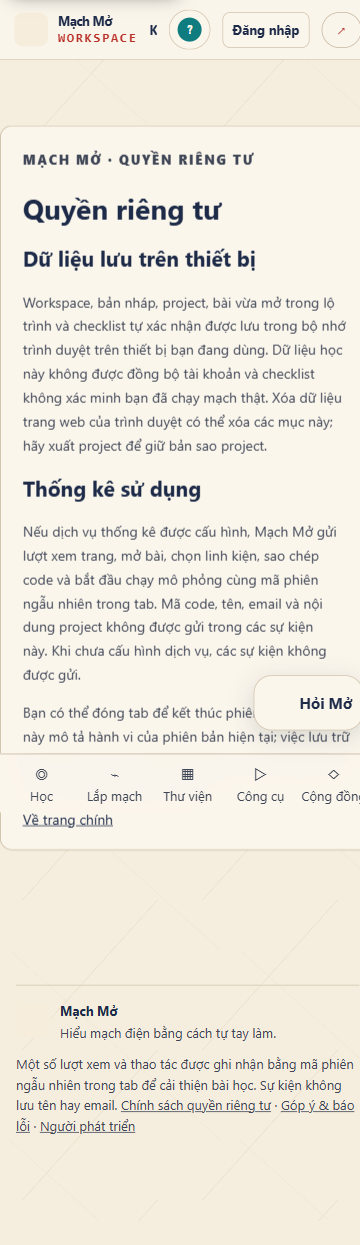 Mạch Mở
WORKSPACE
K
?
Đăng nhập
↗
MẠCH MỞ · QUYỀN RIÊNG TƯ
Quyền riêng tư
Dữ liệu lưu trên thiết bị
Workspace, bản nháp, project, bài vừa mở trong lộ
trình và checklist tự xác nhận được lưu trong bộ nhớ
trình duyệt trên thiết bị bạn đang dùng. Dữ liệu học
này không được đồng bộ tài khoản và checklist
không xác minh bạn đã chạy mạch thật. Xóa dữ liệu
trang web của trình duyệt có thể xóa các mục này;
hãy xuất project để giữ bản sao project.
Thống kê sử dụng
Nếu dịch vụ thống kê được cấu hình, Mạch Mở gửi
lượt xem trang, mở bài, chọn linh kiện, sao chép
code và bắt đầu chạy mô phỏng cùng mã phiên
ngẫu nhiên trong tab. Mã code, tên, email và nội
dung project không được gửi trong các sự kiện
này. Khi chưa cấu hình dịch vụ, các sự kiện không
được gửi.
Bạn có thể đóng tab để kết thúc
Hỏi Mở
này mô tả hành vi của phiên bản hiện tại; việc lưu trữ
Học
Lắp mạch
Thư viện
Công cụ
Cộng đồng
Về trang chính
Mạch Mở
Hiểu mạch điện bằng cách tự tay làm.
Một số lượt xem và thao tác được ghi nhận bằng mã phiên
ngẫu nhiên trong tab để cải thiện bài học. Sự kiện không
lưu tên hay email. Chính sách quyền riêng tư · Góp ý & báo
lỗi · Người phát triển